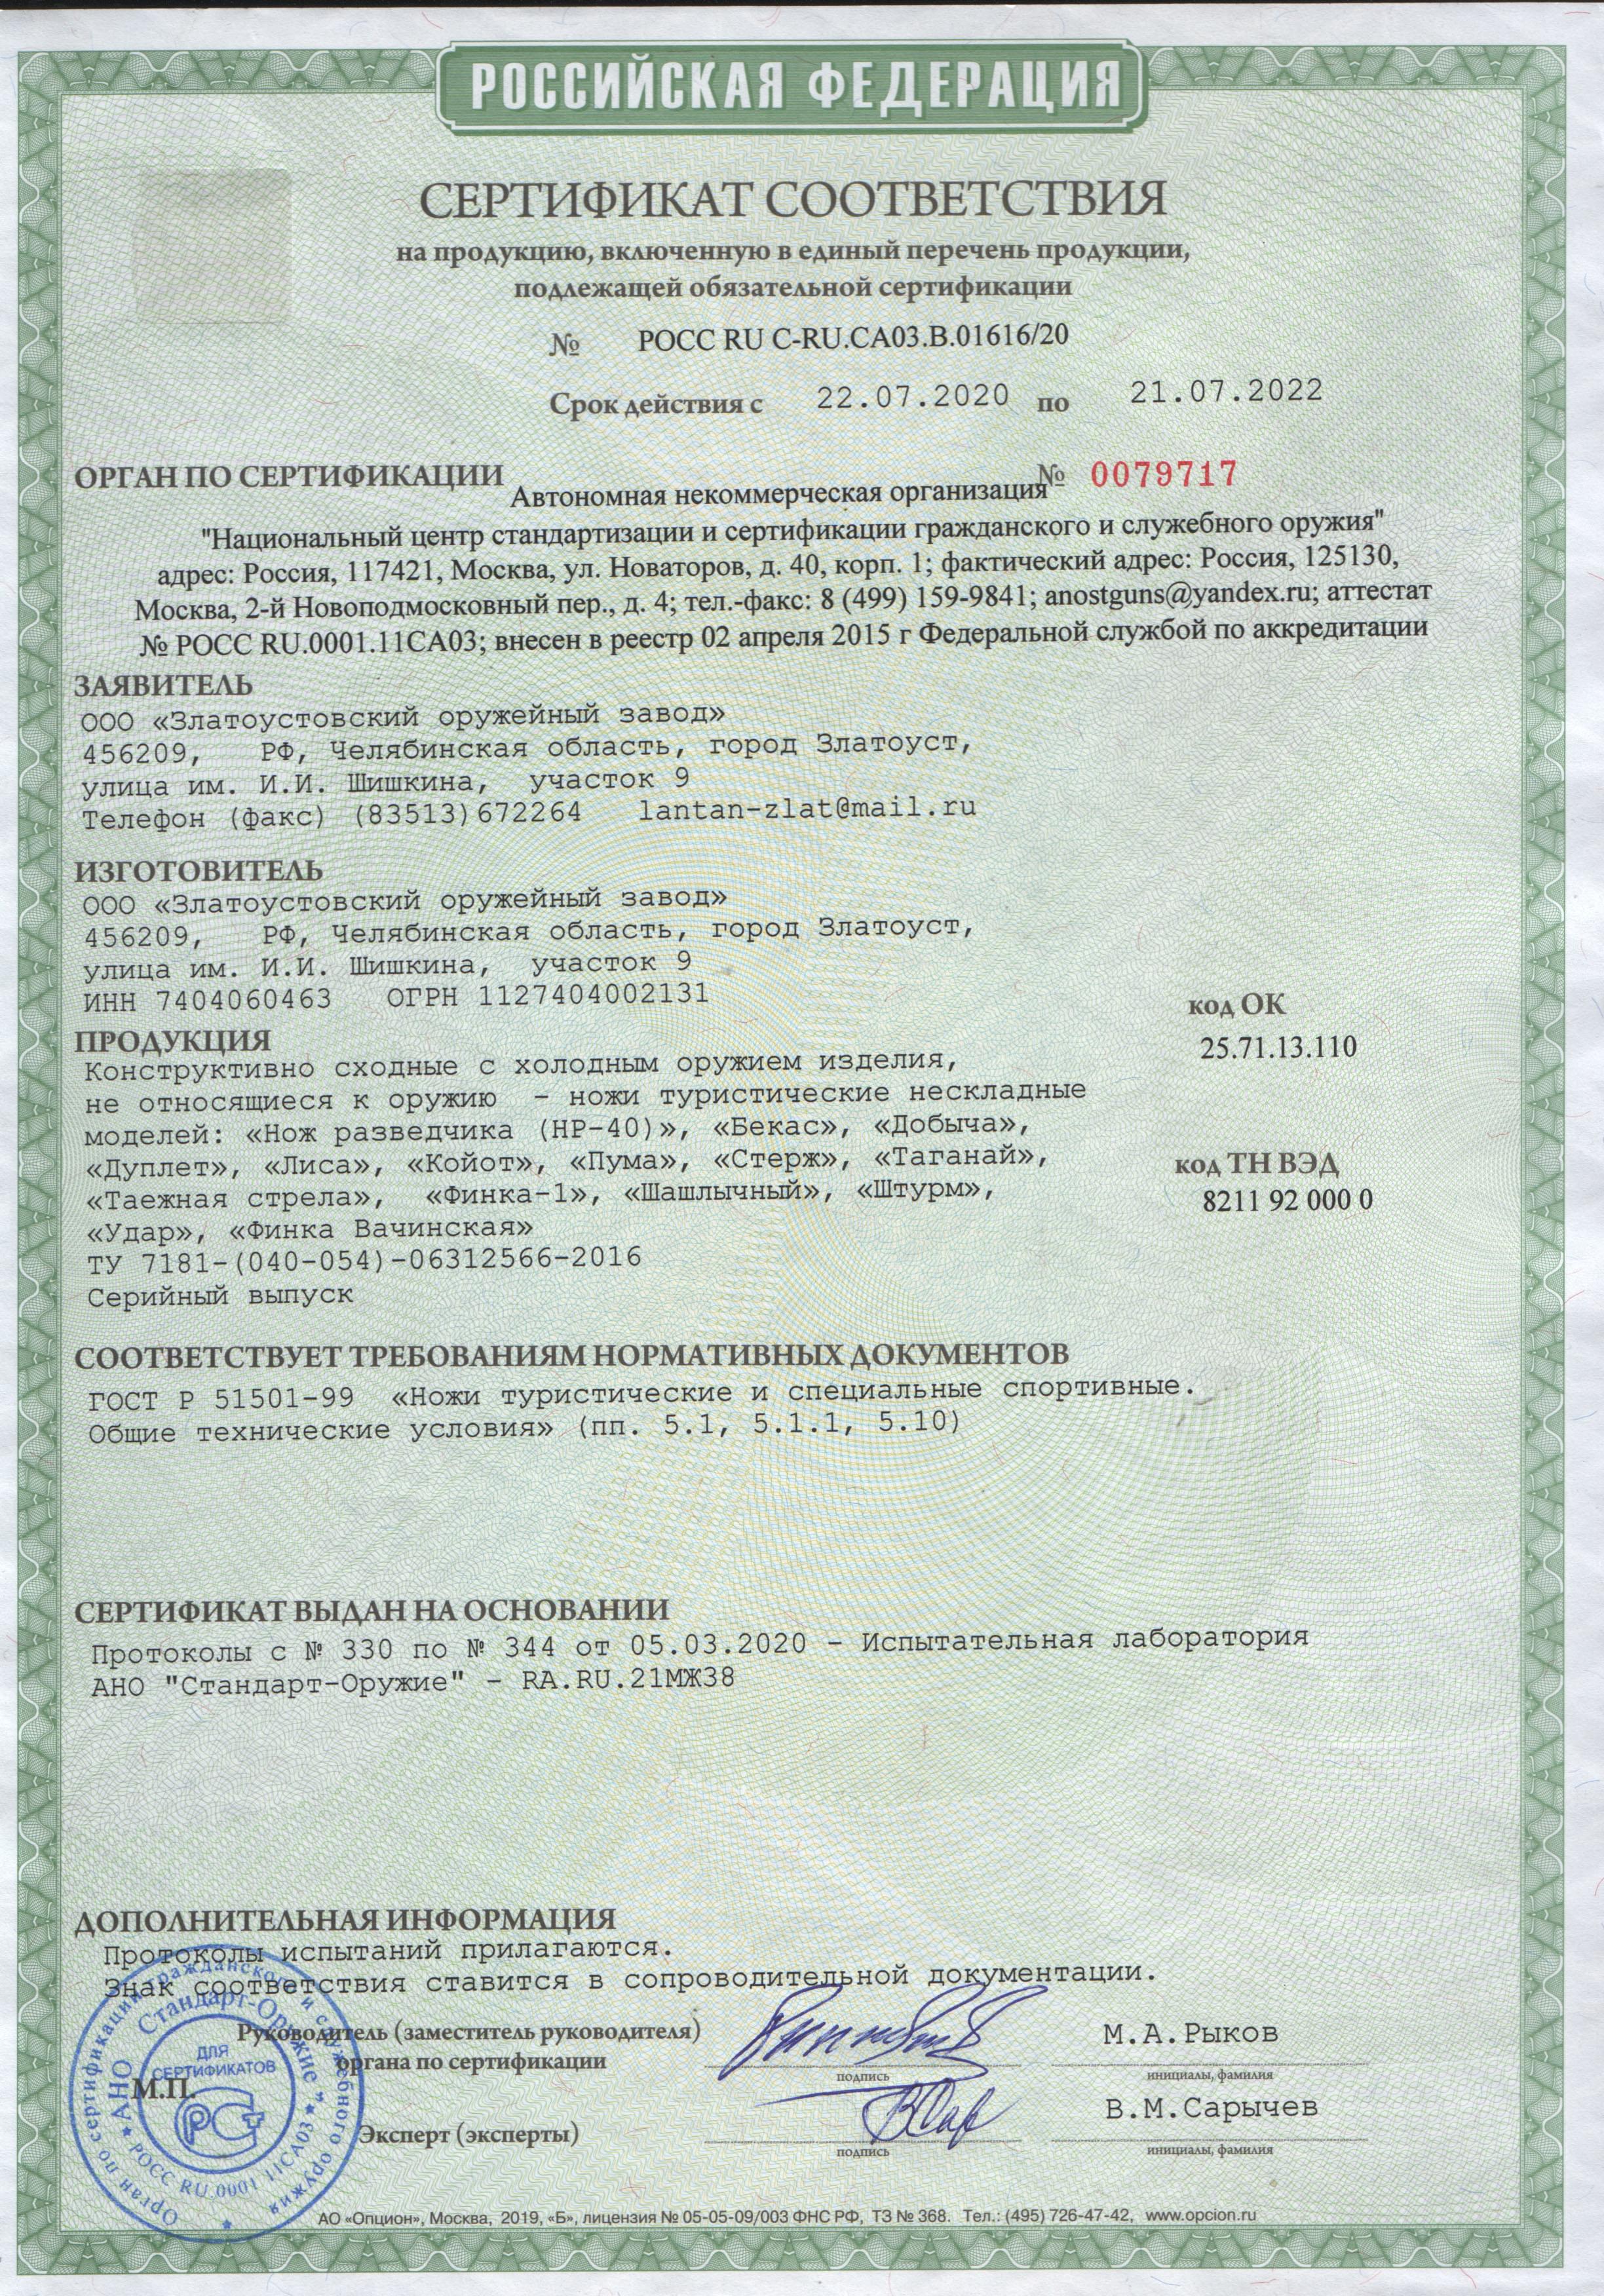 РОССИЙСКАЯ ФЕДЕРАЦИЯ
СЕРТИФИКАТ СООТВЕТСТВИЯ
на продукцию, включенную в единый перечень продукции,
подлежащей обязательной сертификации
№ РОСС RU C-RU.СА03.В.01616/20
Срок действия с 22.07.2020 по 21.07.2022
ОРГАН ПО СЕРТИФИКАЦИИ Автономная некоммерческая организация № 0079717
"Национальный центр стандартизации и сертификации гражданского и служебного оружия"
адрес: Россия, 117421, Москва, ул. Новаторов, д. 40, корп. 1; фактический адрес: Россия, 125130,
Москва, 2-й Новоподмосковный пер., д. 4; тел.-факс: 8 (499) 159-9841; anostguns@yandex.ru; аттестат
№ РОСС RU.0001.11СА03; внесен в реестр 02 апреля 2015 г Федеральной службой по аккредитации
ЗАЯВИТЕЛЬ
ООО «Златоустовский оружейный завод»
456209, РФ, Челябинская область, город Златоуст,
улица им. И.И. Шишкина, участок 9
Телефон (факс) (83513)672264 lantan-zlat@mail.ru
ИЗГОТОВИТЕЛЬ
ООО «Златоустовский оружейный завод»
456209, РФ, Челябинская область, город Златоуст,
улица им. И.И. Шишкина, участок 9
ИНН 7404060463 ОГРН 1127404002131
код ОК
25.71.13.110
ПРОДУКЦИЯ
Конструктивно сходные с холодным оружием изделия,
не относящиеся к оружию - ножи туристические нескладные
моделей: «Нож разведчика (НР-40)», «Бекас», «Добыча»,
«Дуплет», «Лиса», «Койот», «Пума», «Стерж», «Таганай»,
«Таежная стрела», «Финка-1», «Шашлычный», «Штурм»,
«Удар», «Финка Вачинская»
ТУ 7181-(040-054)-06312566-2016
Серийный выпуск
код ТН ВЭД
8211 92 000 0
СООТВЕТСТВУЕТ ТРЕБОВАНИЯМ НОРМАТИВНЫХ ДОКУМЕНТОВ
ГОСТ Р 51501-99 «Ножи туристические и специальные спортивные.
Общие технические условия» (пп. 5.1, 5.1.1, 5.10)
СЕРТИФИКАТ ВЫДАН НА ОСНОВАНИИ
Протоколы с № 330 по № 344 от 05.03.2020 - Испытательная лаборатория
АНО "Стандарт-Оружие" - RA.RU.21МЖ38
ДОПОЛНИТЕЛЬНАЯ ИНФОРМАЦИЯ
Протоколы испытаний прилагаются.
Знак соответствия ставится в сопроводительной документации.
Руководитель (заместитель руководителя)
органа по сертификации
М.А.Рыков
подпись
инициалы, фамилия
М.П.
Эксперт (эксперты)
В.М.Сарычев
подпись
инициалы, фамилия
Орган по сертификации гражданского и служебного оружия
АНО Стандарт-Оружие
РОСС RU 0001 11СА03
ДЛЯ
СЕРТИФИКАТОВ
АО «Опцион», Москва, 2019, «Б», лицензия № 05-05-09/003 ФНС РФ, ТЗ № 368. Тел.: (495) 726-47-42, www.opcion.ru